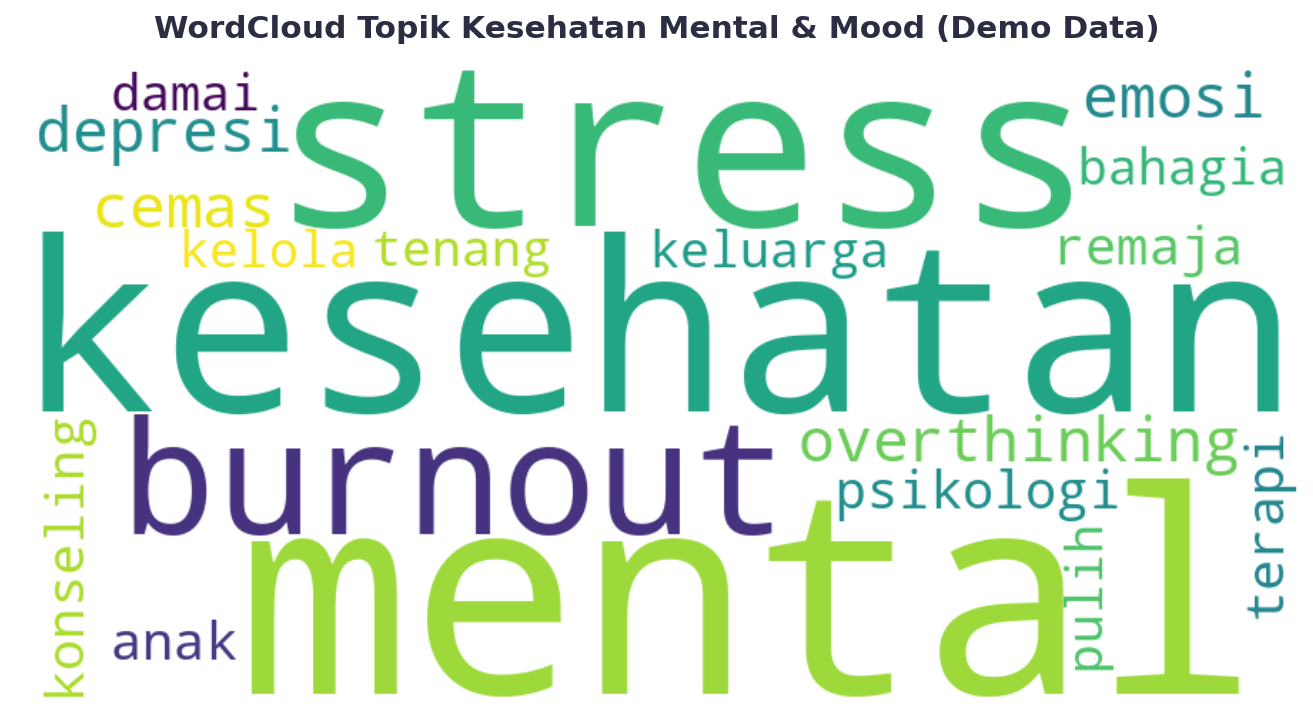 WordCloud Topik Kesehatan Mental & Mood (Demo Data)
damai
depresi
stress
emosi
bahagia
cemas
kelola
tenang
keluarga
remaja
kesehatan
konseling
burnout
overthinking
psikologi
terapi
mental
pulih
anak